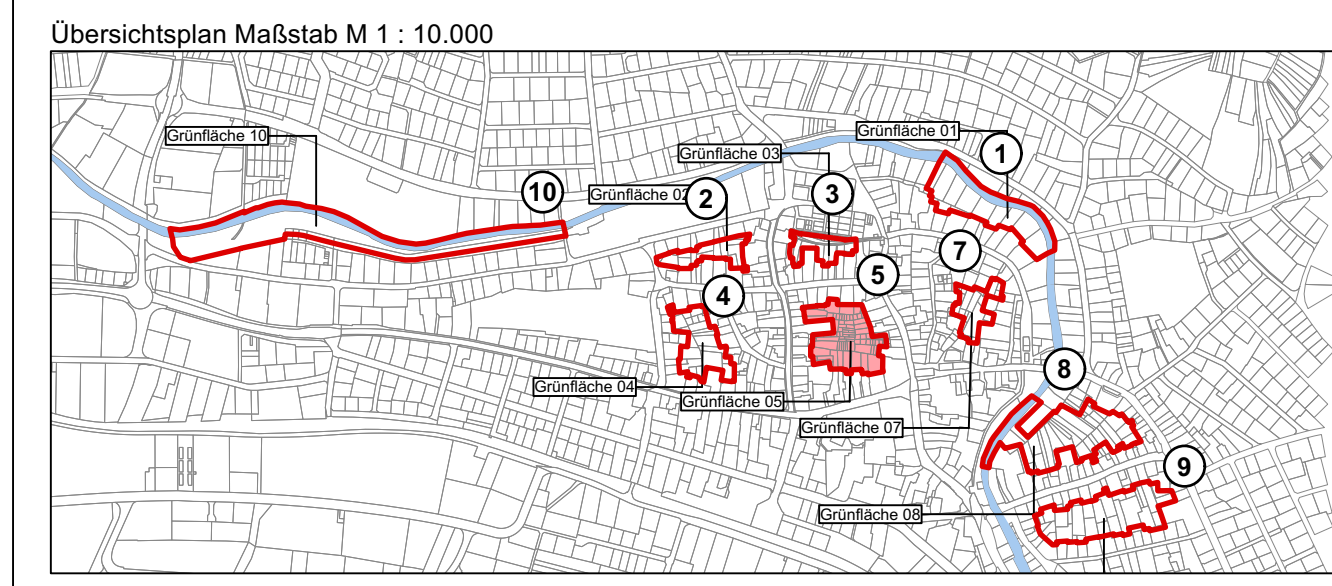 Übersichtsplan Maßstab M 1 : 10.000
Grünfläche 01
Grünfläche 10
1
Grünfläche 03
10
Grünfläche 02
2
3
7
5
4
8
Grünfläche 04
Grünfläche 05
Grünfläche 07
9
Grünfläche 08